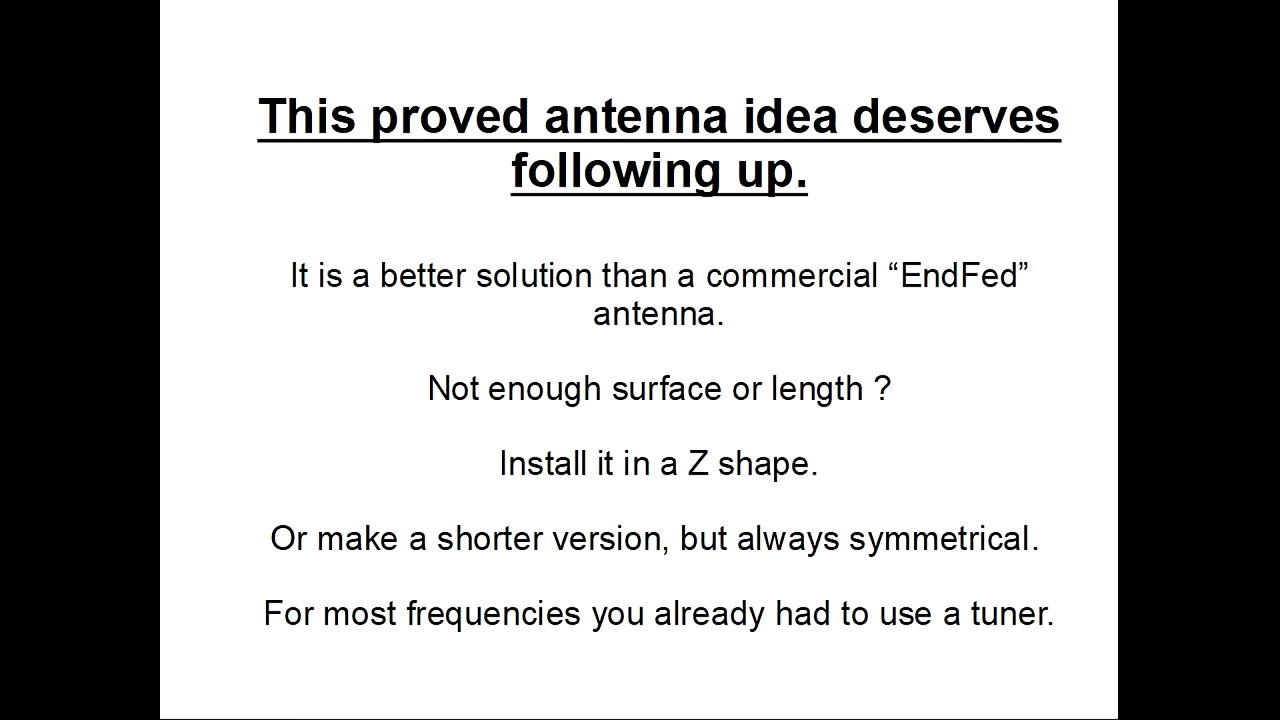 This proved antenna idea deserves
following up.
It is a better solution than a commercial “EndFed”
antenna.
Not enough surface or length ?
Install it in a Z shape.
Or make a shorter version, but always symmetrical.
For most frequencies you already had to use a tuner.